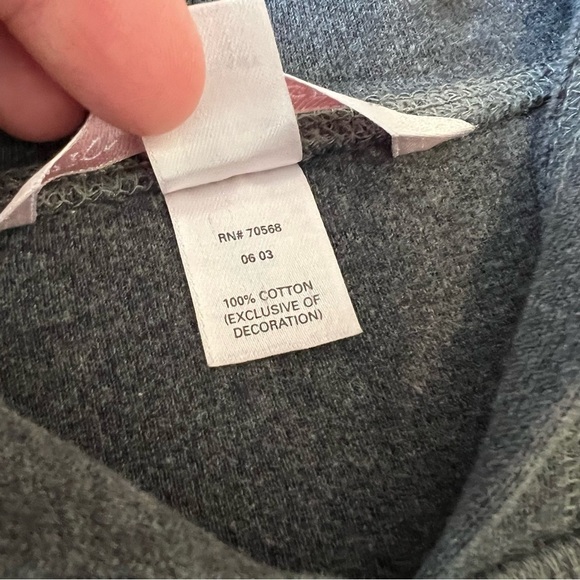 RN# 70568
06 03
100% COTTON
(EXCLUSIVE OF
DECORATION)